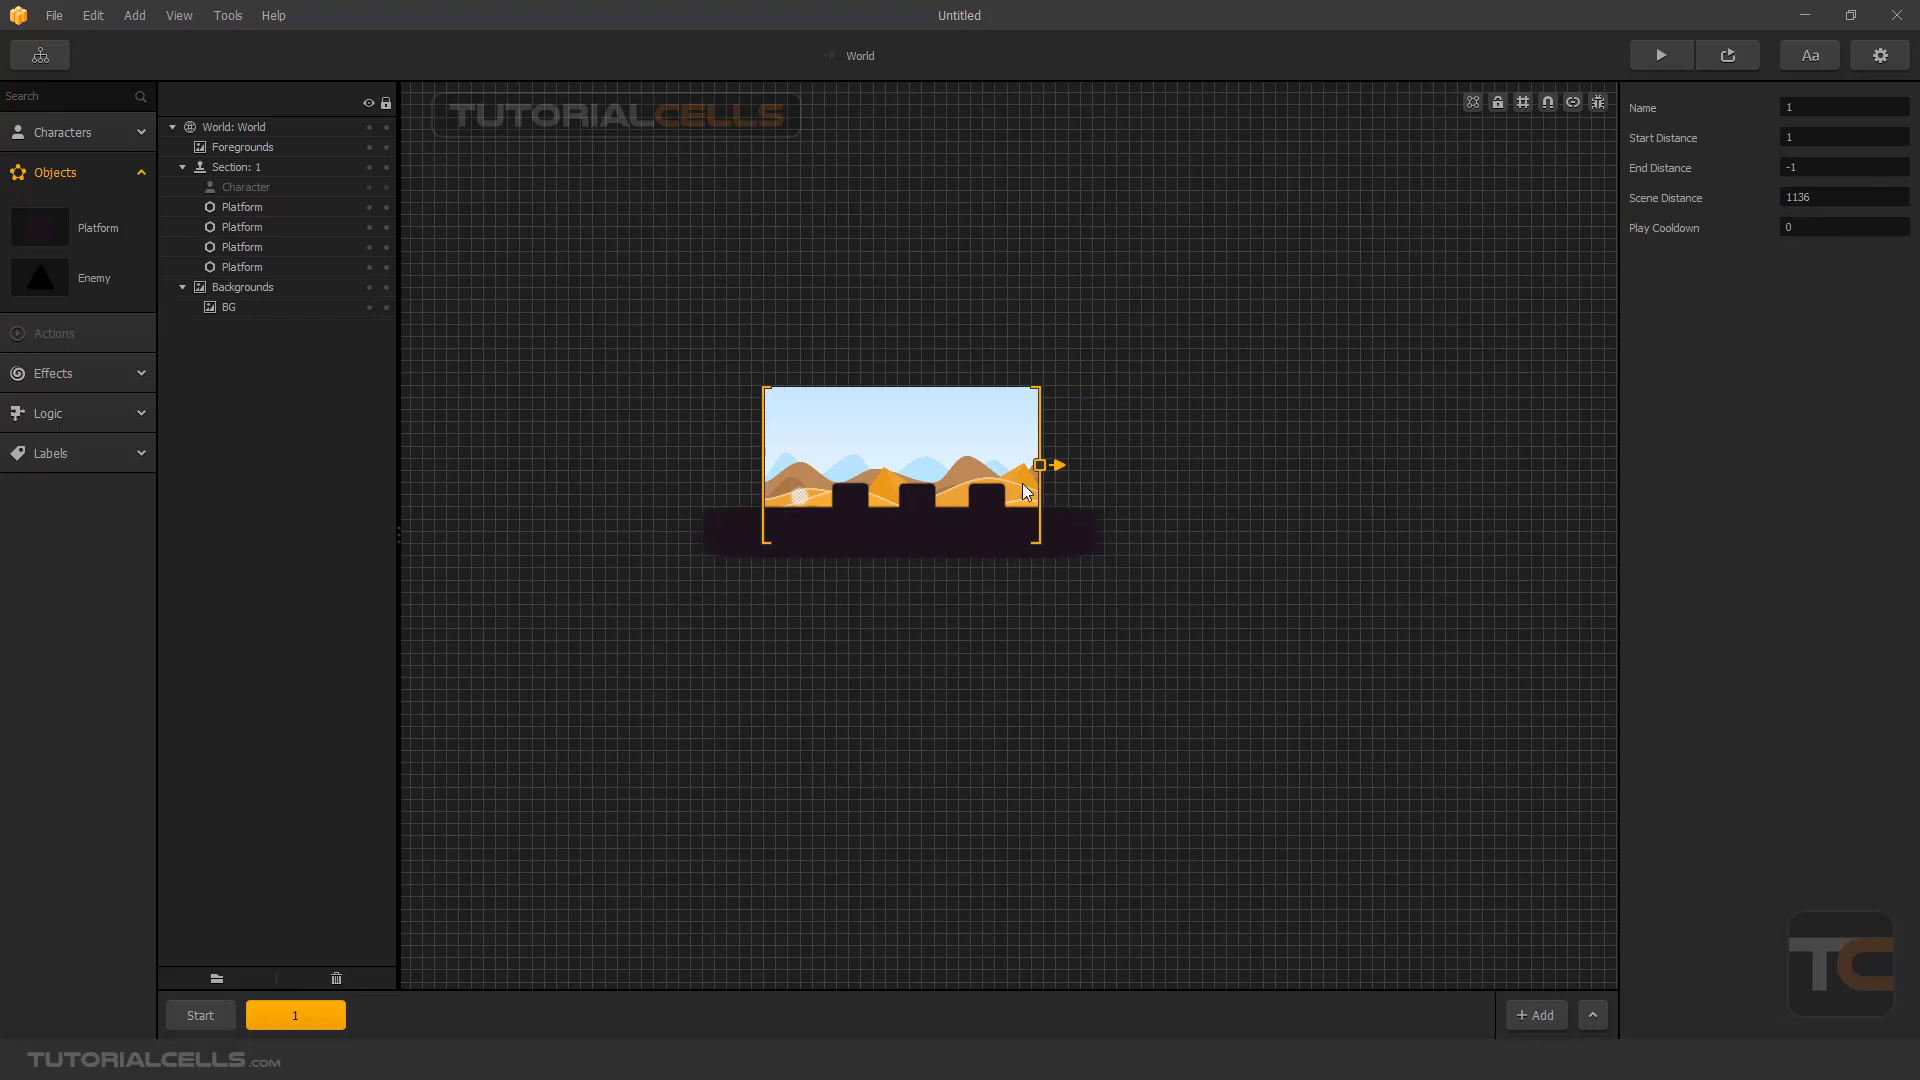 File Edit Add View Tools Help
Untitled
World
Aa
Search
Characters
Objects
Platform
Enemy
Actions
Effects
Logic
Labels
World: World
Foregrounds
Section: 1
Character
Platform
Platform
Platform
Platform
Backgrounds
BG
TUTORIALCELLS
Name 1
Start Distance 1
End Distance -1
Scene Distance 1136
Play Cooldown 0
TC
Start
1
+ Add
TUTORIALCELLS.COM